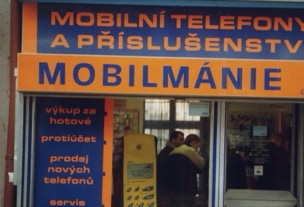 MOBILNÍ TELEFONY
A PŘÍSLUŠENSTV
MOBILMÁNIE
výkup za
hotové
protiúčet
prodej
nových
telefonů
servis